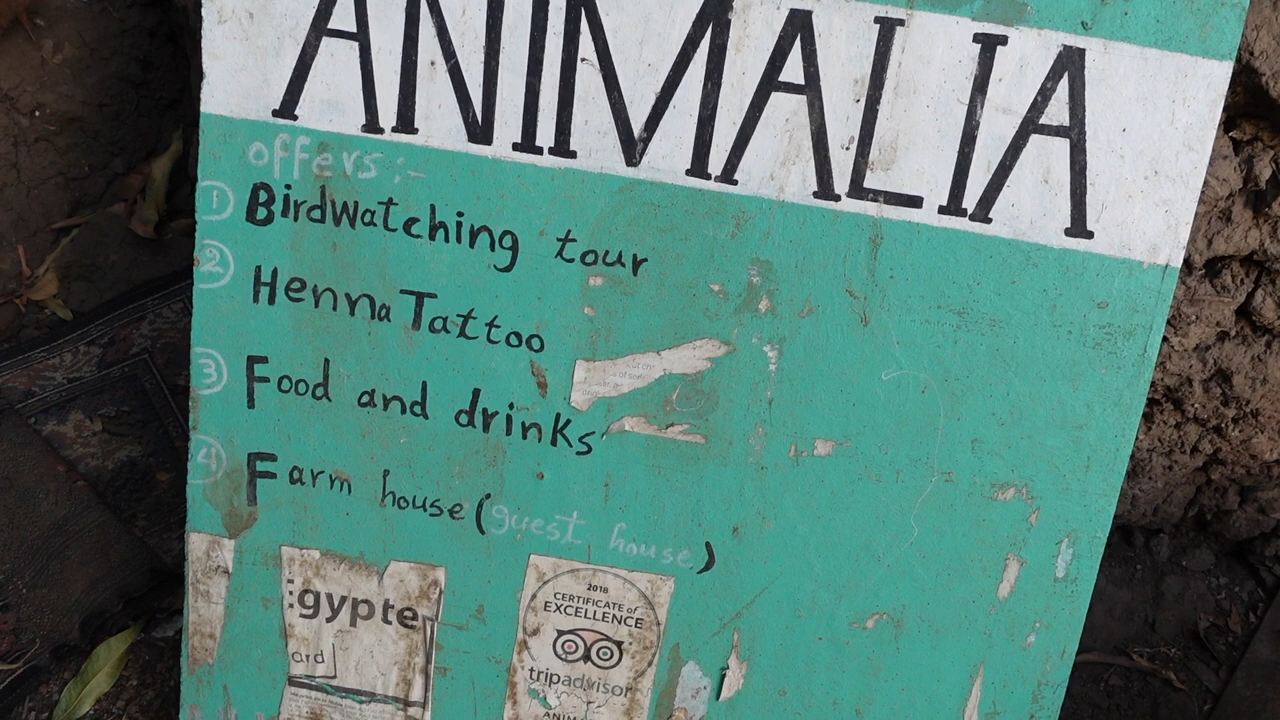 ANIMALIA
offers:-
1 Birdwatching tour
2 Henna Tattoo
3 Food and drinks
4 Farm house (guest house)
gypte
ard
2018
CERTIFICATE of
EXCELLENCE
tripadvisor